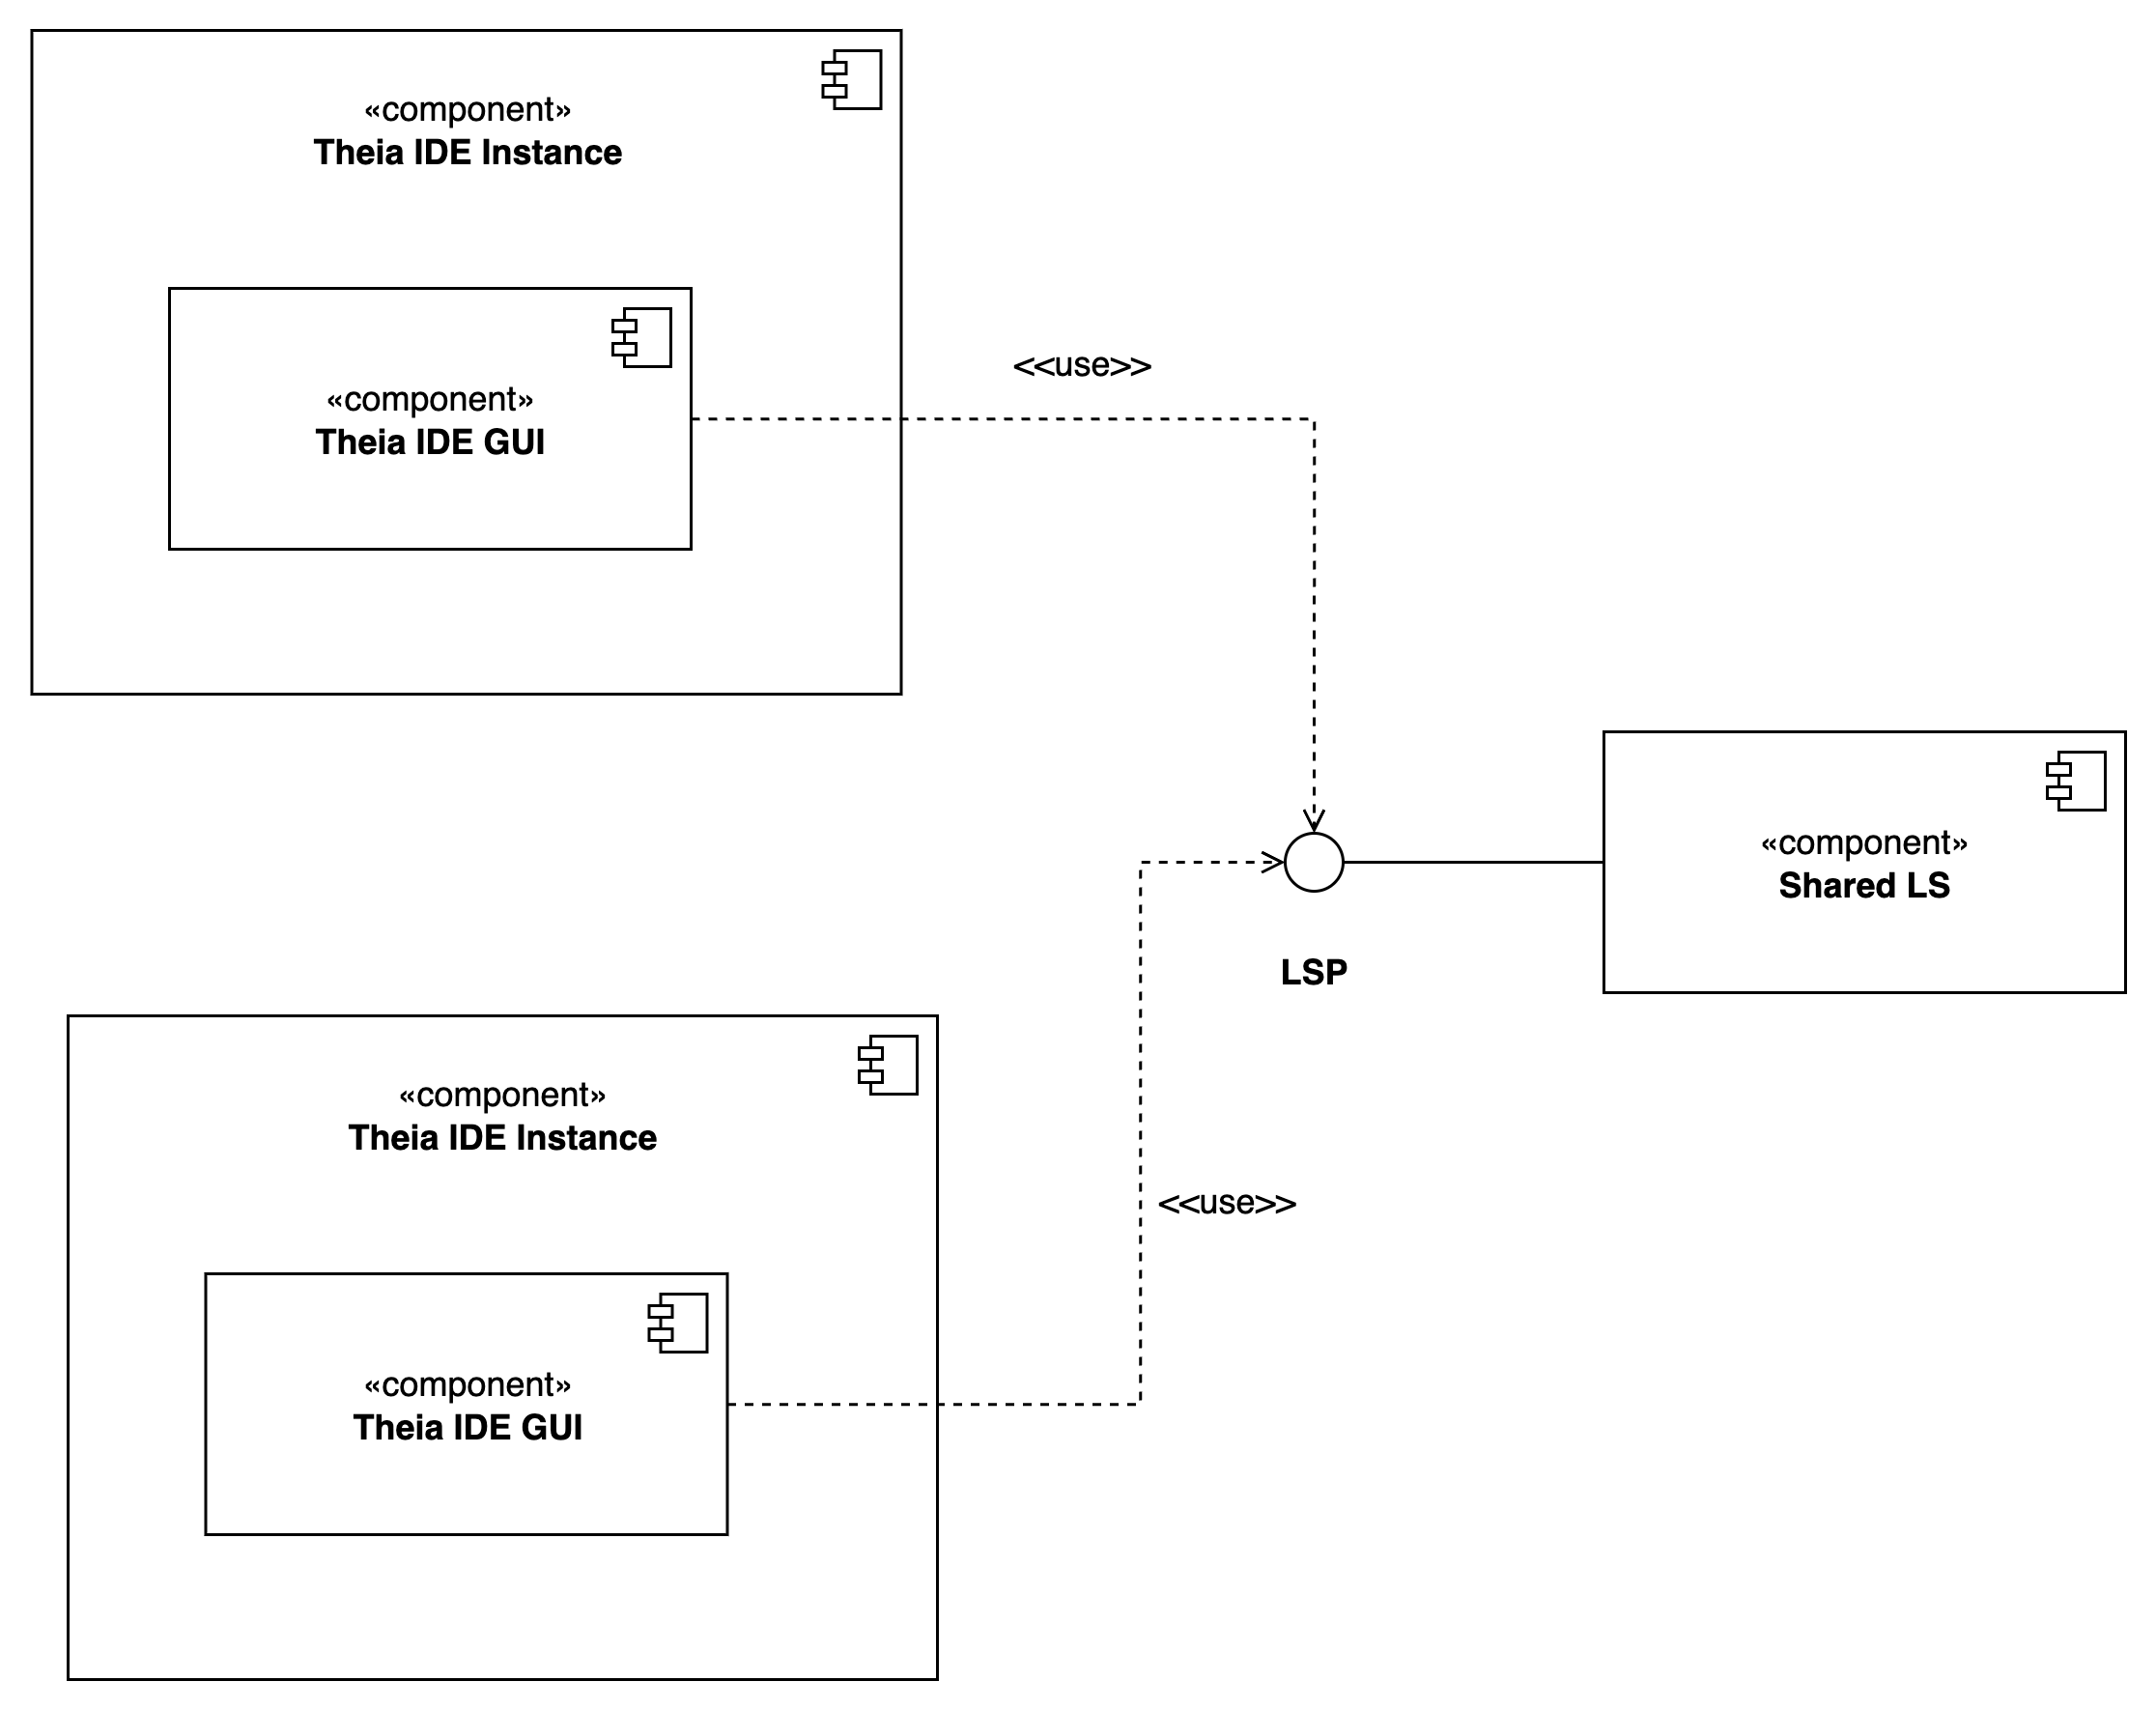 «component»
Theia IDE Instance
«component»
Theia IDE GUI
<<use>>
«component»
Shared LS
LSP
«component»
Theia IDE Instance
<<use>>
«component»
Theia IDE GUI